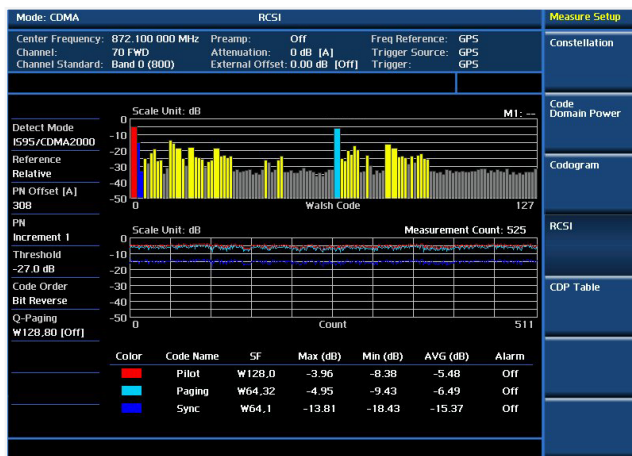 Mode: CDMA RCSI Measure Setup
Center Frequency: 872.100 000 MHz Preamp: Off Freq Reference: GPS
Channel: 70 FWD Attenuation: 0 dB [A] Trigger Source: GPS
Channel Standard: Band 0 (800) External Offset: 0.00 dB [Off] Trigger: GPS
Constellation
Code
Domain Power
Codogram
RCSI
CDP Table
Detect Mode
IS95/CDMA2000
Reference
Relative
PN Offset [A]
308
PN
Increment 1
Threshold
-27.0 dB
Code Order
Bit Reverse
Q-Paging
W128,80 [Off]
Scale Unit: dB M1: --
0
-10
-20
-30
-40
-50
0 Walsh Code 127
Scale Unit: dB Measurement Count: 525
0
-10
-20
-30
-40
-50
0 Count 511
Color Code Name SF Max (dB) Min (dB) AVG (dB) Alarm
Pilot W128,0 -3.96 -8.38 -5.48 Off
Paging W64,32 -4.95 -9.43 -6.49 Off
Sync W64,1 -13.81 -18.43 -15.37 Off